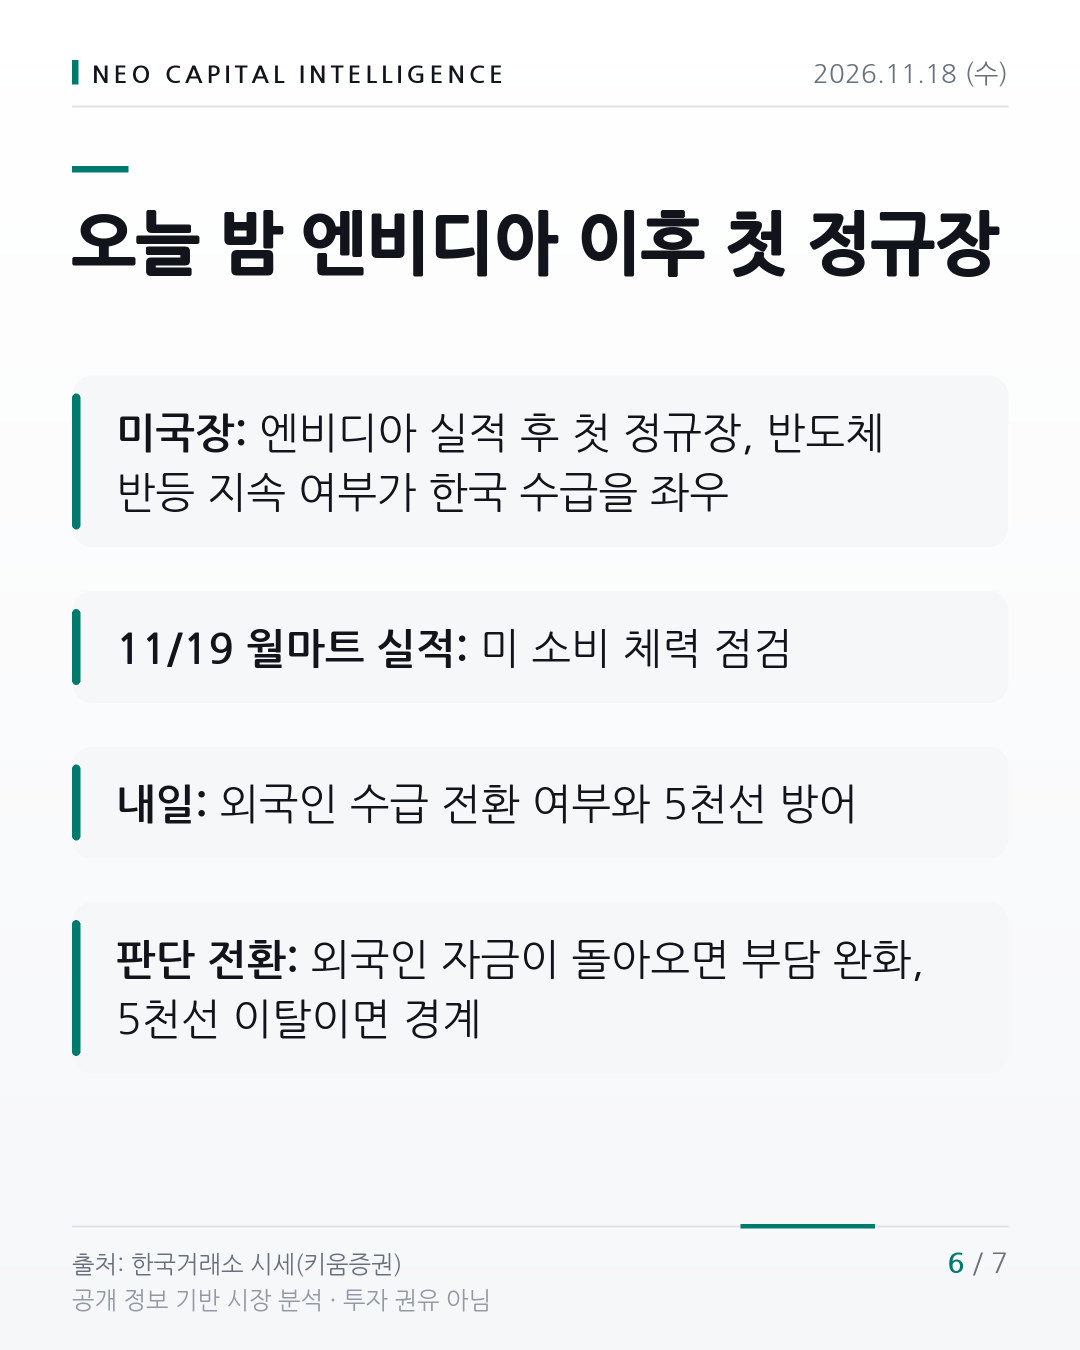 NEO CAPITAL INTELLIGENCE
2026.11.18 (수)
오늘 밤 엔비디아 이후 첫 정규장
미국장: 엔비디아 실적 후 첫 정규장, 반도체
반등 지속 여부가 한국 수급을 좌우
11/19 월마트 실적: 미 소비 체력 점검
내일: 외국인 수급 전환 여부와 5천선 방어
판단 전환: 외국인 자금이 돌아오면 부담 완화,
5천선 이탈이면 경계
출처: 한국거래소 시세(키움증권)
6 / 7
공개 정보 기반 시장 분석 · 투자 권유 아님